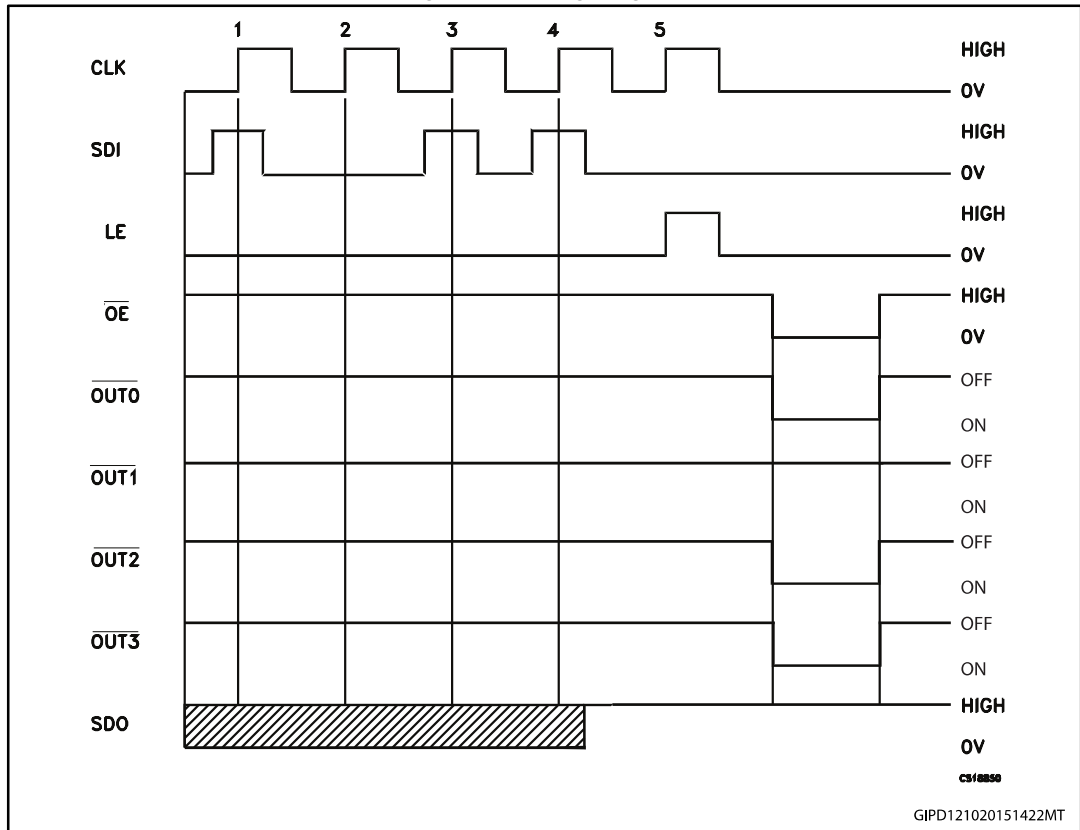 1 2 3 4 5
CLK HIGH
0V
SDI HIGH
0V
LE HIGH
0V
OE HIGH
0V
OUT0 OFF
ON
OUT1 OFF
ON
OUT2 OFF
ON
OUT3 OFF
ON
SDO HIGH
0V
CS18850
GIPD121020151422MT